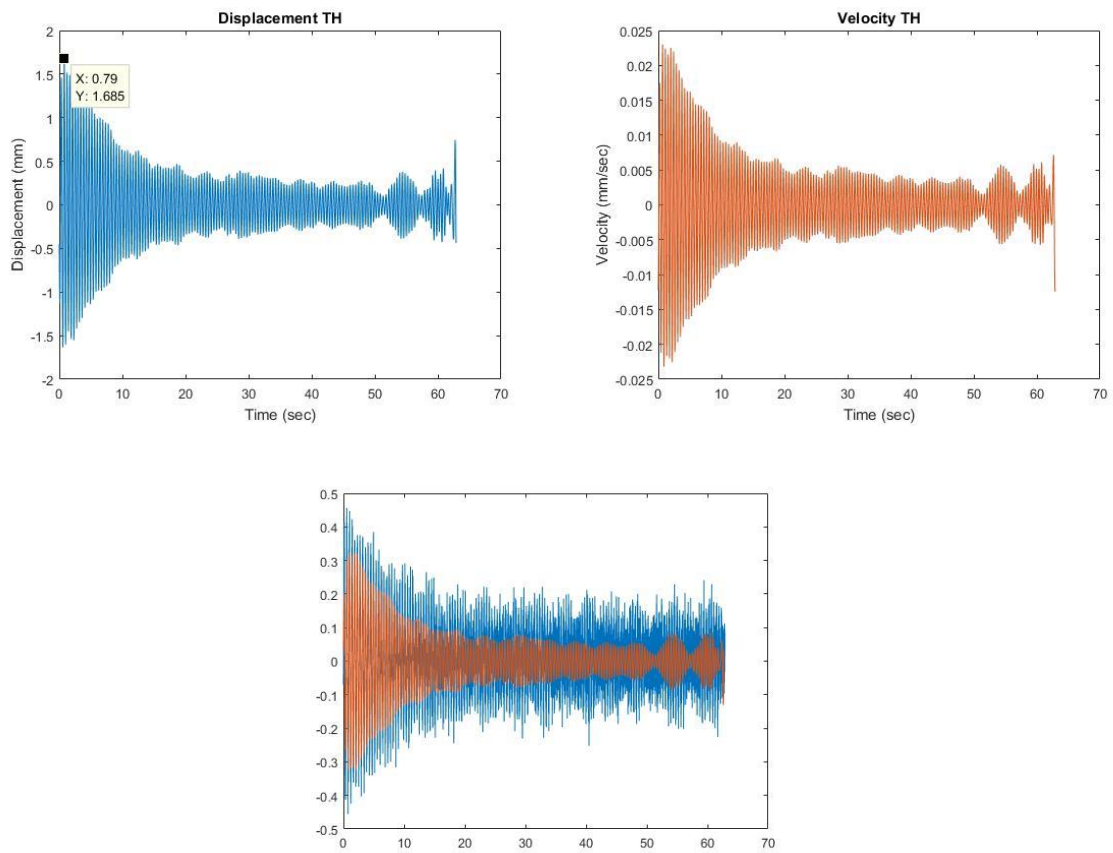 Displacement TH
2
1.5
1
0.5
0
-0.5
-1
-1.5
-2
X: 0.79
Y: 1.685
Displacement (mm)
0 10 20 30 40 50 60 70
Time (sec)
Velocity TH
0.025
0.02
0.015
0.01
0.005
0
-0.005
-0.01
-0.015
-0.02
-0.025
Velocity (mm/sec)
0 10 20 30 40 50 60 70
Time (sec)
0.5
0.4
0.3
0.2
0.1
0
-0.1
-0.2
-0.3
-0.4
-0.5
0 10 20 30 40 50 60 70